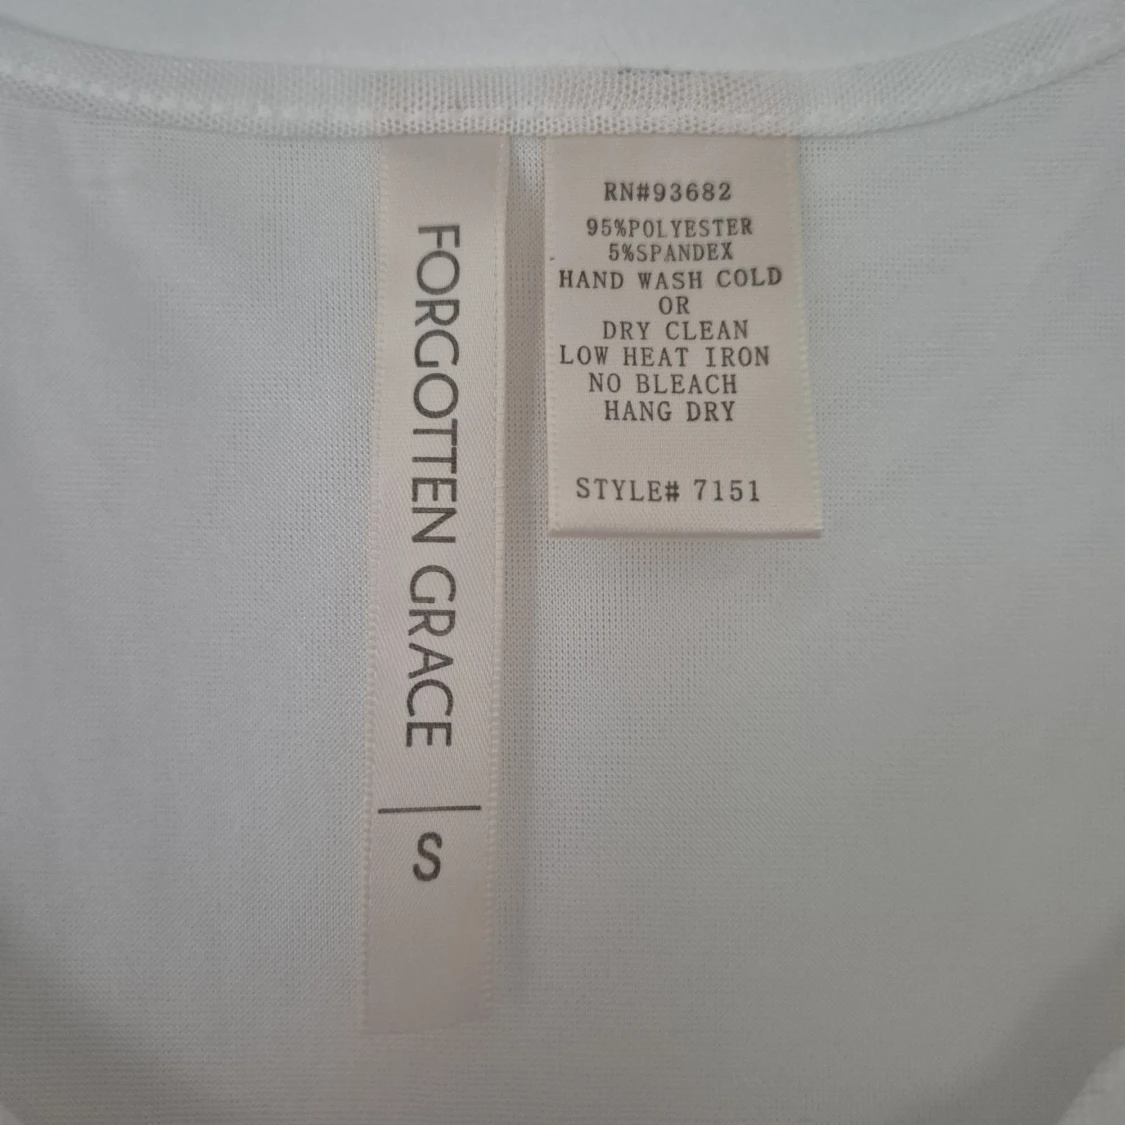 FORGOTTEN GRACE
S
RN#93682
95%POLYESTER
5%SPANDEX
HAND WASH COLD
OR
DRY CLEAN
LOW HEAT IRON
NO BLEACH
HANG DRY
STYLE# 7151